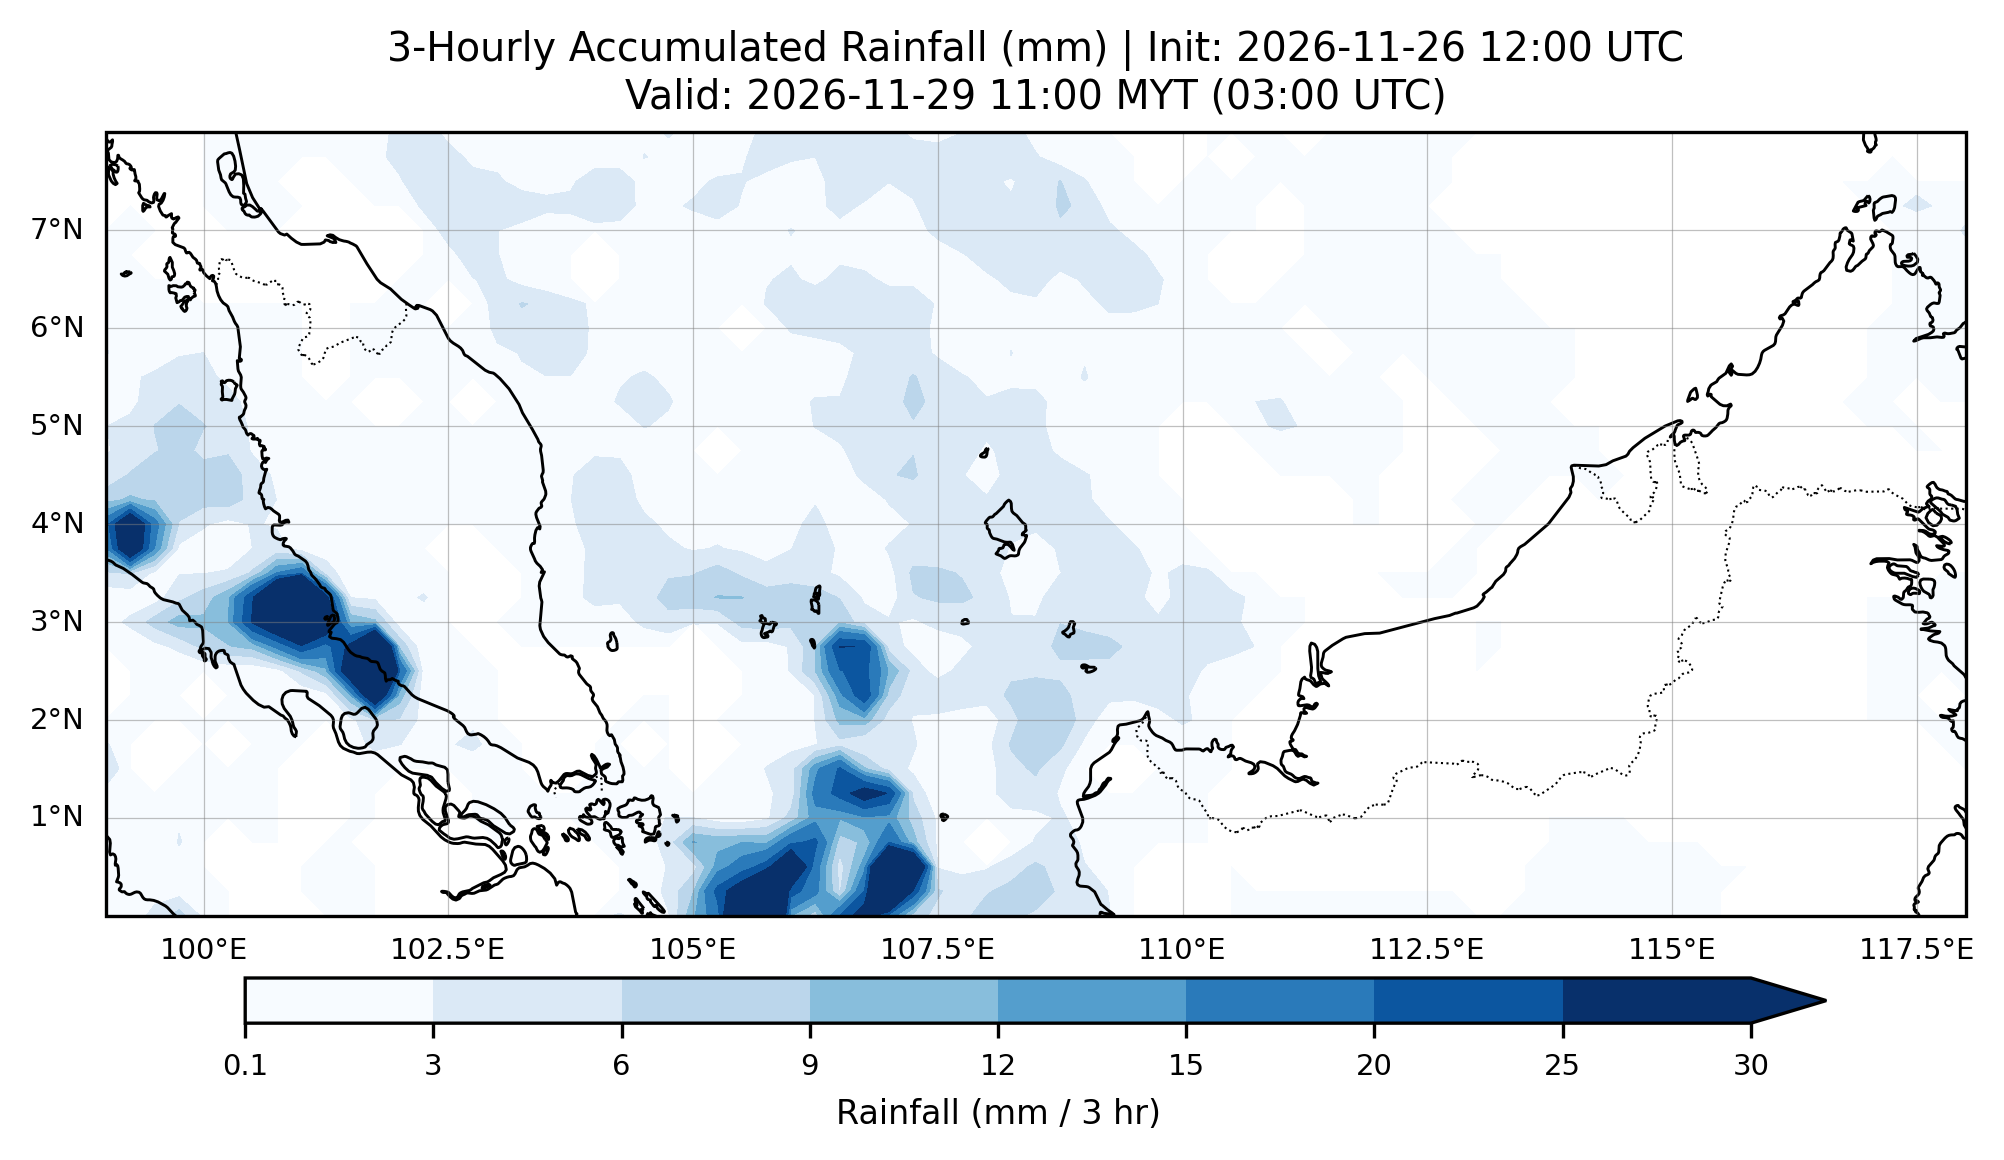 3-Hourly Accumulated Rainfall (mm) | Init: 2026-11-26 12:00 UTC
Valid: 2026-11-29 11:00 MYT (03:00 UTC)
7°N
6°N
5°N
4°N
3°N
2°N
1°N
100°E 102.5°E 105°E 107.5°E 110°E 112.5°E 115°E 117.5°E
0.1 3 6 9 12 15 20 25 30
Rainfall (mm / 3 hr)